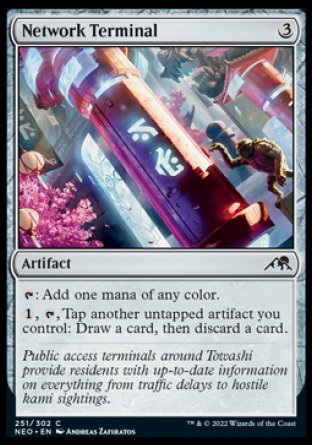 Network Terminal 3
Artifact
: Add one mana of any color.
1, ,Tap another untapped artifact you
control: Draw a card, then discard a card.
Public access terminals around Towashi
provide residents with up-to-date information
on everything from traffic delays to hostile
kami sightings.
251/302 C
NEO • EN Andreas Zafiratos
™ & © 2022 Wizards of the Coast